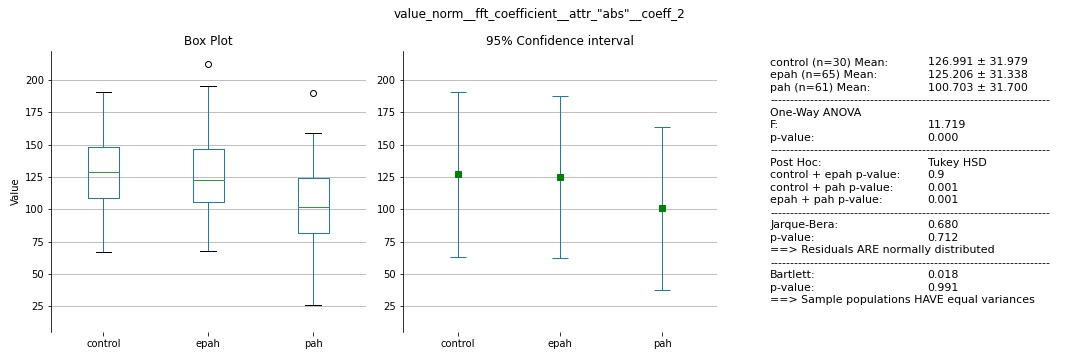 value_norm__fft_coefficient__attr_"abs"__coeff_2
Box Plot
Value
200
175
150
125
100
75
50
25
control epah pah
95% Confidence interval
200
175
150
125
100
75
50
25
control epah pah
control (n=30) Mean: 126.991 ± 31.979
epah (n=65) Mean: 125.206 ± 31.338
pah (n=61) Mean: 100.703 ± 31.700
One-Way ANOVA
F: 11.719
p-value: 0.000
Post Hoc: Tukey HSD
control + epah p-value: 0.9
control + pah p-value: 0.001
epah + pah p-value: 0.001
Jarque-Bera: 0.680
p-value: 0.712
==> Residuals ARE normally distributed
Bartlett: 0.018
p-value: 0.991
==> Sample populations HAVE equal variances